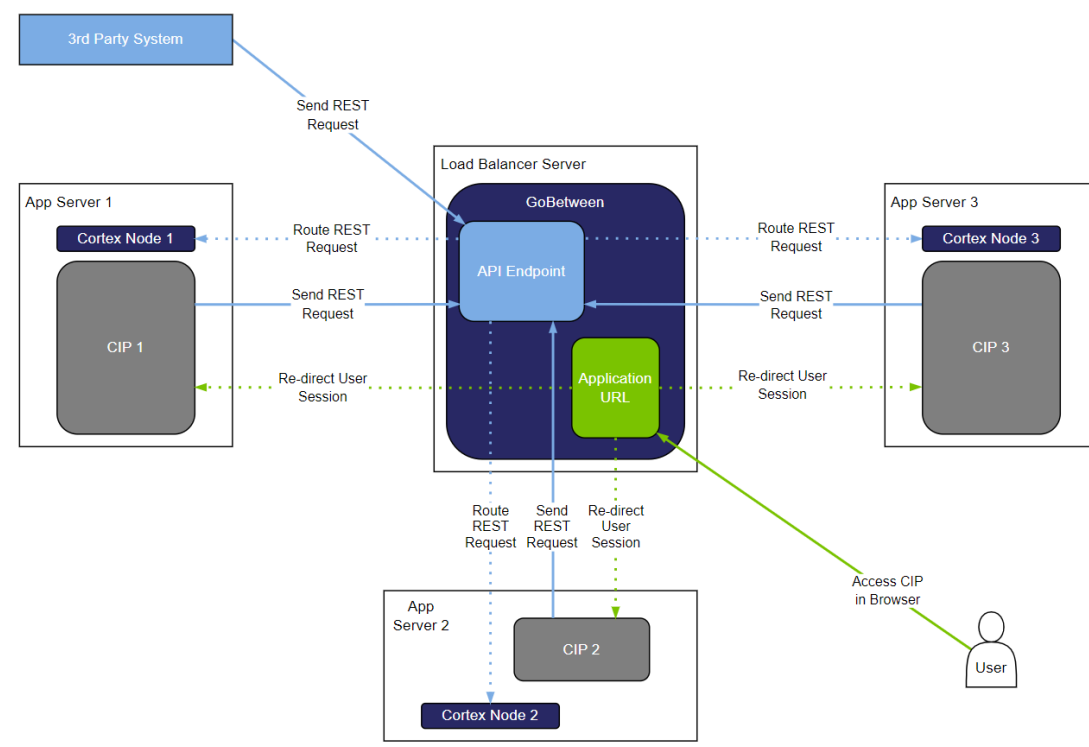 3rd Party System
Send REST
Request
Load Balancer Server
GoBetween
App Server 1
Cortex Node 1
Route REST
Request
API Endpoint
Route REST
Request
App Server 3
Cortex Node 3
CIP 1
Send REST
Request
Send REST
Request
CIP 3
Re-direct User
Session
Application
URL
Re-direct User
Session
Route
REST
Request
Send
REST
Request
Re-direct
User
Session
Access CIP
in Browser
App
Server 2
CIP 2
User
Cortex Node 2